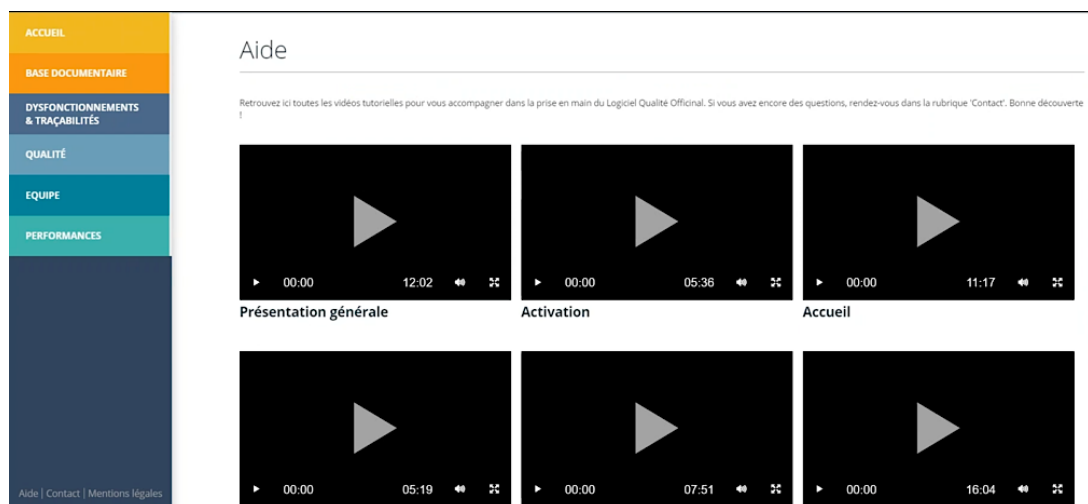 ACCUEIL
BASE DOCUMENTAIRE
DYSFONCTIONNEMENTS
& TRAÇABILITÉS
QUALITÉ
EQUIPE
PERFORMANCES
Aide | Contact | Mentions légales
Aide
Retrouvez ici toutes les vidéos tutorielles pour vous accompagner dans la prise en main du Logiciel Qualité Officinal. Si vous avez encore des questions, rendez-vous dans la rubrique 'Contact'. Bonne découverte
!
00:00 12:02
00:00 05:36
00:00 11:17
Présentation générale
Activation
Accueil
00:00 05:19
00:00 07:51
00:00 16:04